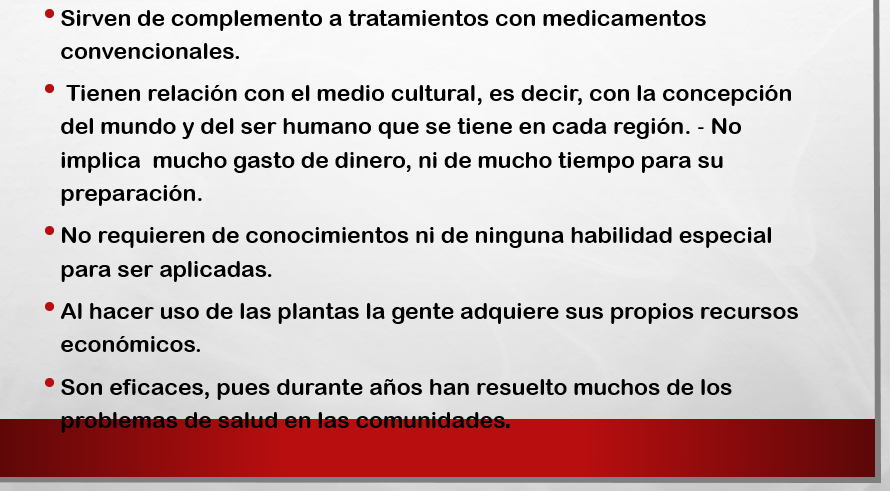 • Sirven de complemento a tratamientos con medicamentos
convencionales.
• Tienen relación con el medio cultural, es decir, con la concepción
del mundo y del ser humano que se tiene en cada región. - No
implica  mucho gasto de dinero, ni de mucho tiempo para su
preparación.
• No requieren de conocimientos ni de ninguna habilidad especial
para ser aplicadas.
• Al hacer uso de las plantas la gente adquiere sus propios recursos
económicos.
• Son eficaces, pues durante años han resuelto muchos de los
problemas de salud en las comunidades.